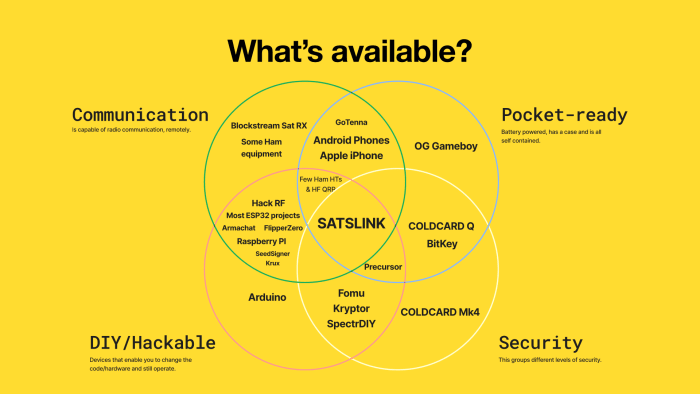 What's available?
Communication
Is capable of radio communication, remotely.
Pocket-ready
Battery powered, has a case and is all
self contained.
Blockstream Sat RX
Some Ham
equipment
GoTenna
Android Phones
Apple iPhone
OG Gameboy
Few Ham HTs
& HF QRP
Hack RF
Most ESP32 projects
Armachat FlipperZero
Raspberry PI
SeedSigner
Krux
SATSLINK
COLDCARD Q
BitKey
Precursor
Arduino
Fomu
Kryptor
SpectrDIY
COLDCARD Mk4
DIY/Hackable
Devices that enable you to change the
code/hardware and still operate.
Security
This groups different levels of security.